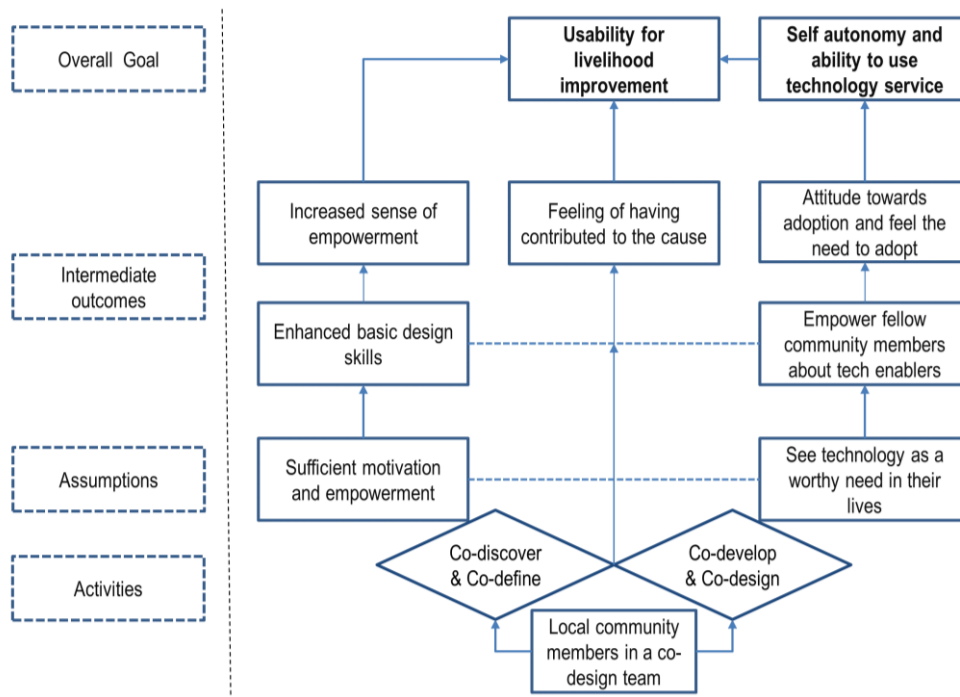 Overall Goal
Usability for
livelihood
improvement
Self autonomy and
ability to use
technology service
Increased sense of
empowerment
Feeling of having
contributed to the cause
Attitude towards
adoption and feel the
need to adopt
Intermediate
outcomes
Enhanced basic design
skills
Empower fellow
community members
about tech enablers
Assumptions
Sufficient motivation
and empowerment
See technology as a
worthy need in their
lives
Activities
Co-discover
& Co-define
Co-develop
& Co-design
Local community
members in a co-
design team